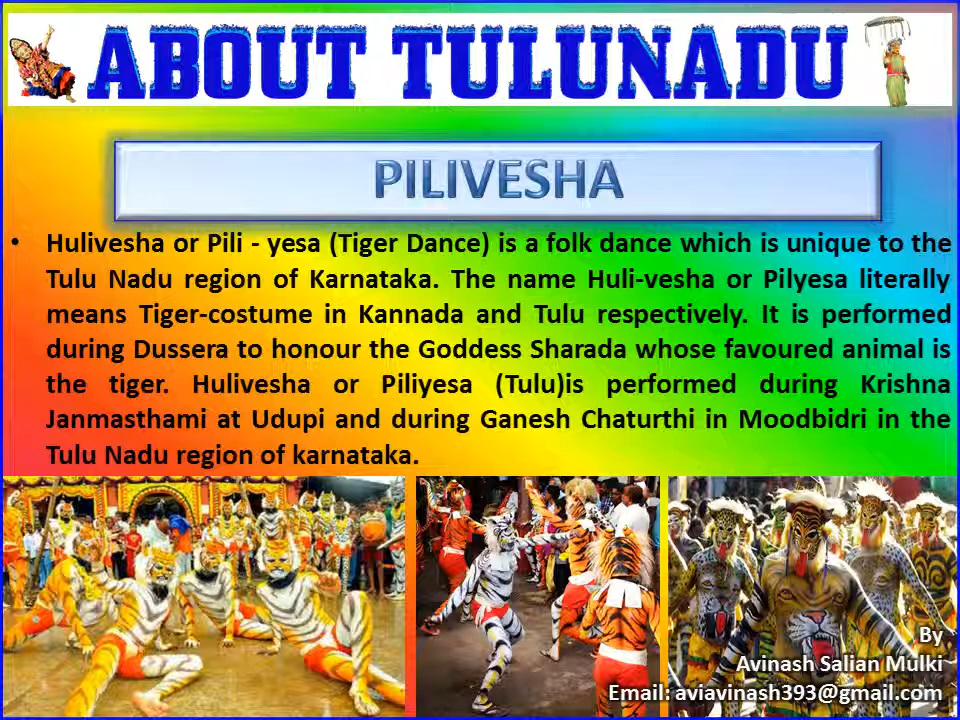 ABOUT TULUNADU
PILIVESHA
• Hulivesha or Pili - yesa (Tiger Dance) is a folk dance which is unique to the
Tulu Nadu region of Karnataka. The name Huli-vesha or Pilyesa literally
means Tiger-costume in Kannada and Tulu respectively. It is performed
during Dussera to honour the Goddess Sharada whose favoured animal is
the tiger. Hulivesha or Piliyesa (Tulu)is performed during Krishna
Janmasthami at Udupi and during Ganesh Chaturthi in Moodbidri in the
Tulu Nadu region of karnataka.
By
Avinash Salian Mulki
Email: aviavinash393@gmail.com